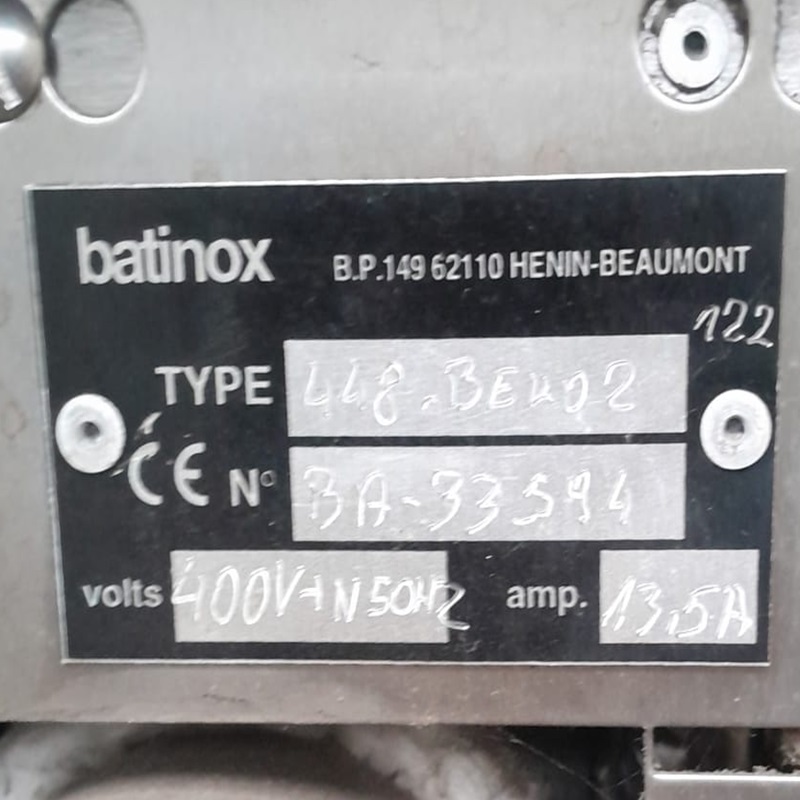 batinox B.P.149 62110 HENIN-BEAUMONT
122
TYPE 448.BE402
CE N° BA-33594
volts 400V+N 50HZ amp. 13,5A